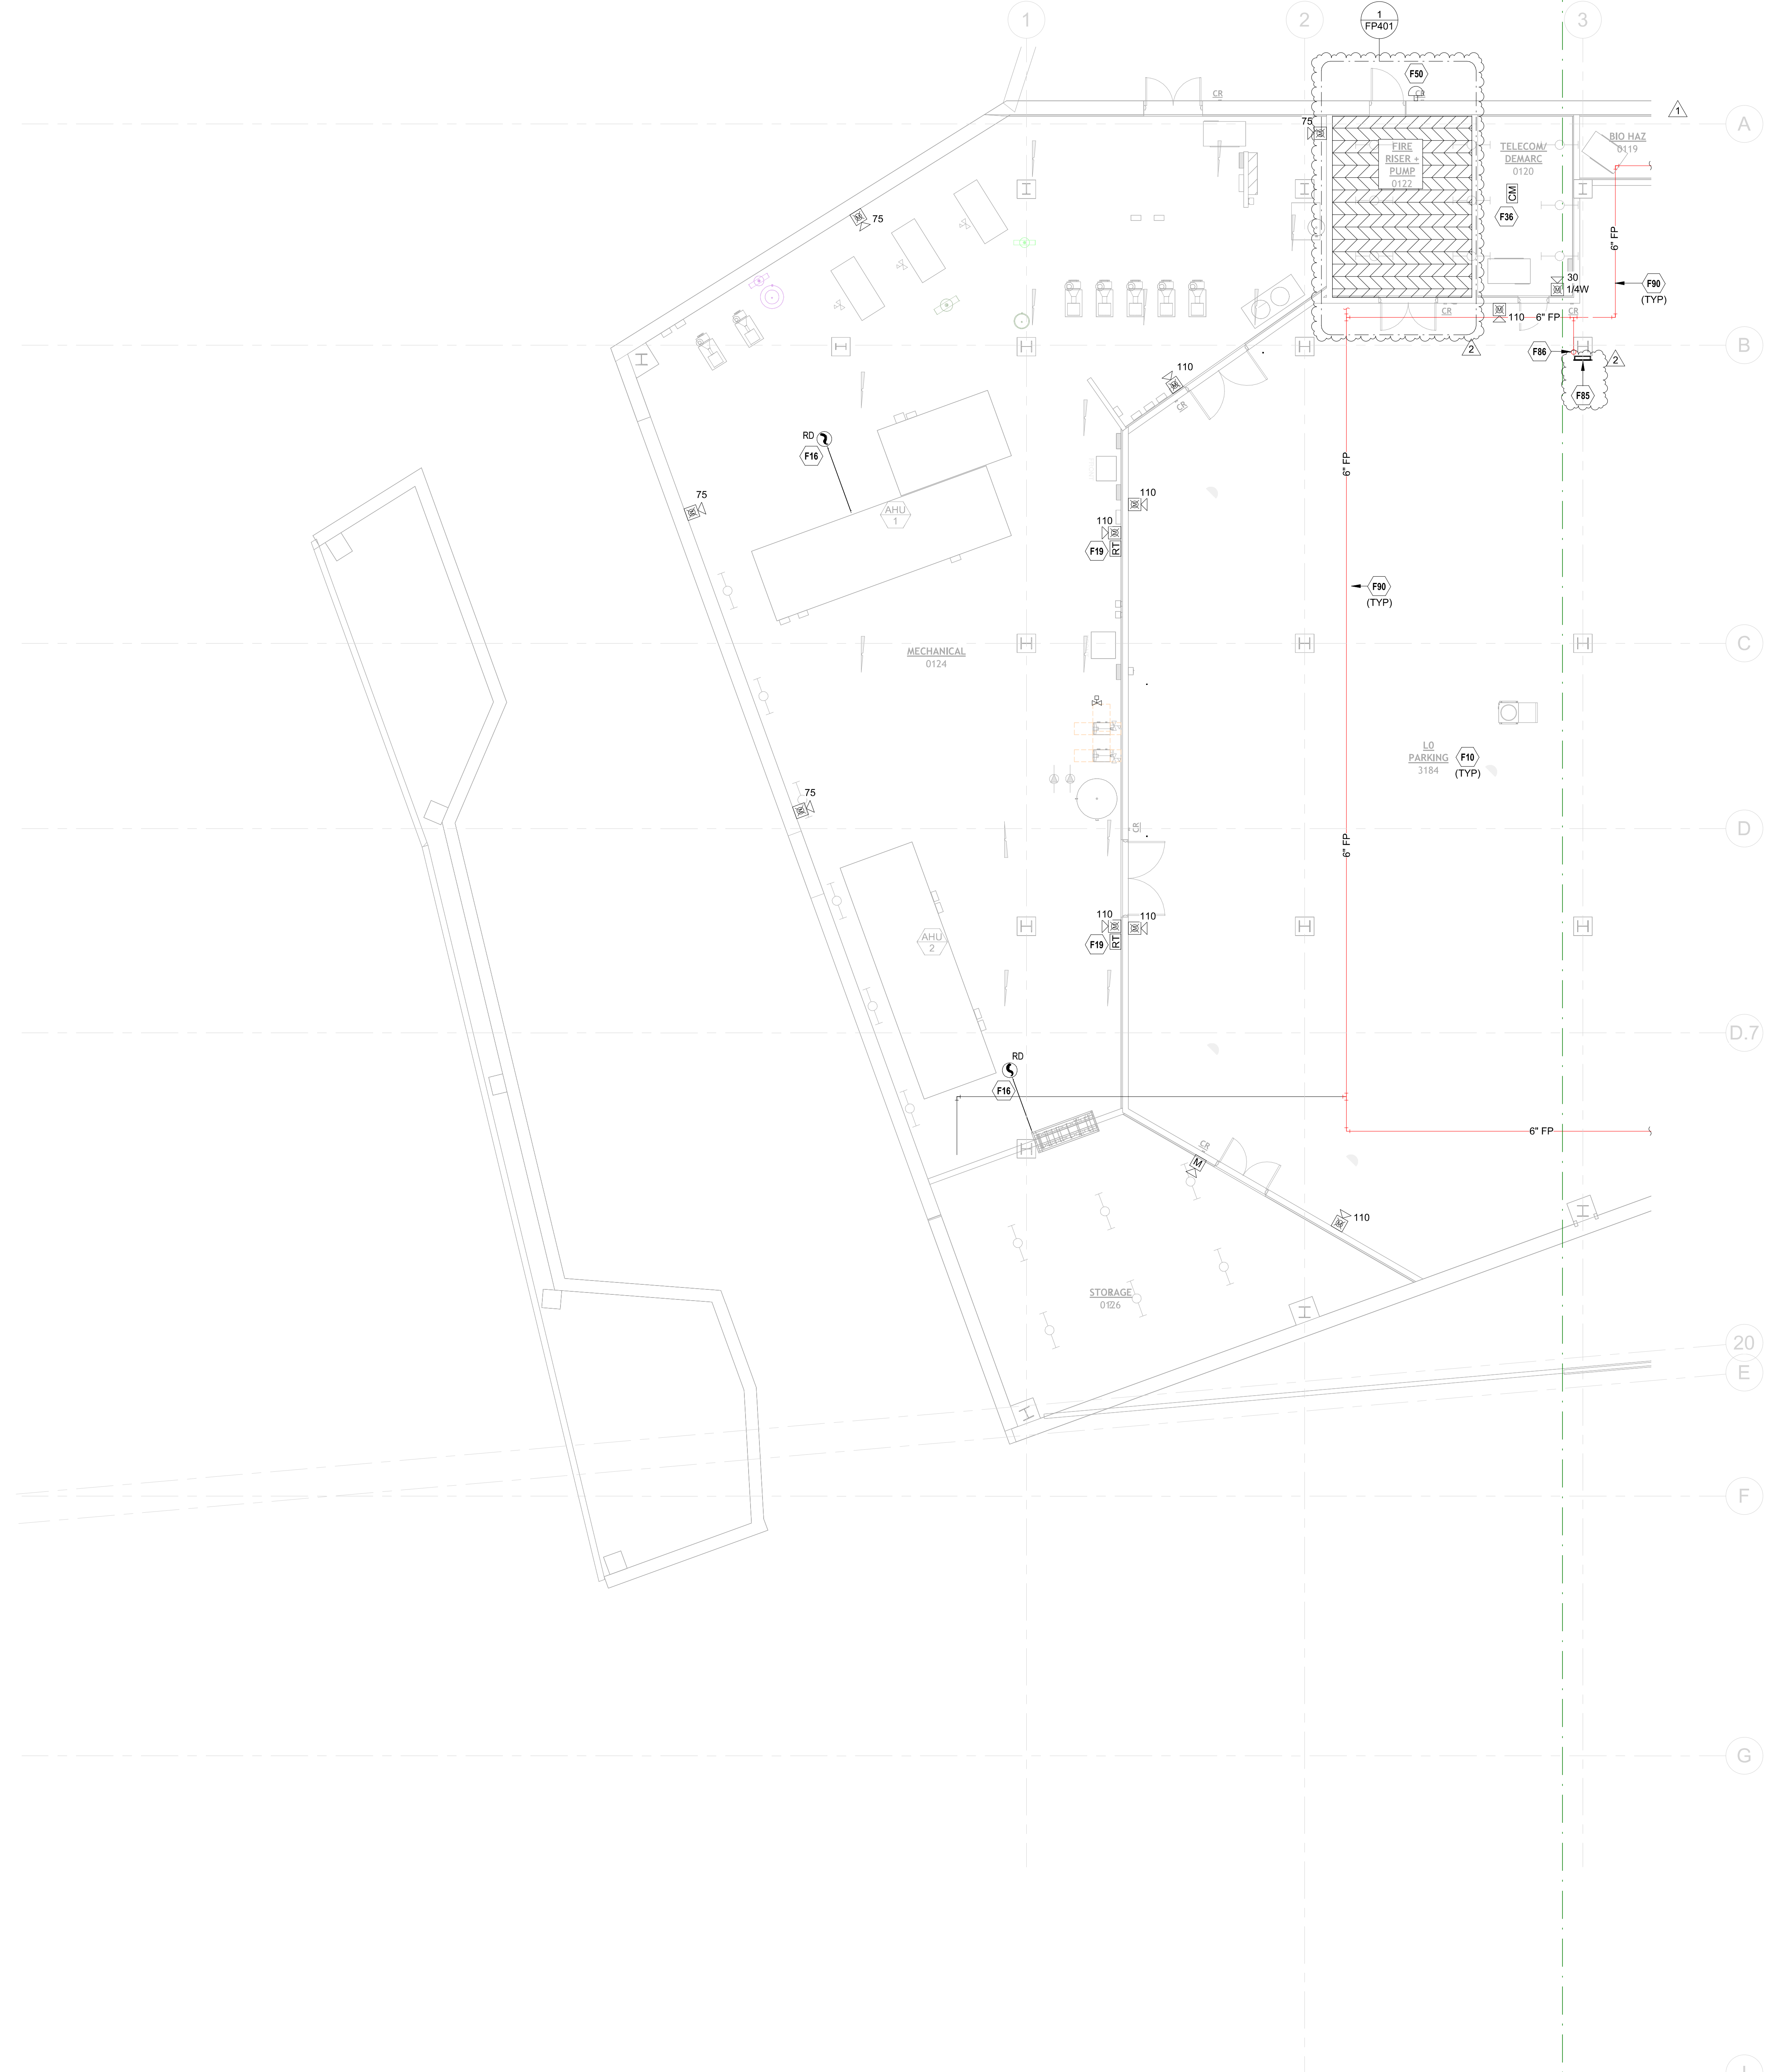 1
2
1
FP401
3
F50
CR
CR
1
A
75
FIRE
RISER +
PUMP
0122
TELECOM/
DEMARC
0120
BIO HAZ
0119
CM
F36
75
6" FP
30
1/4W
F90
(TYP)
CR
110
6" FP
CR
2
F86
2
B
110
F85
CR
RD
F16
6" FP
75
110
AHU
1
110
F19
RT
F90
(TYP)
MECHANICAL
0124
C
L0
PARKING
3184
F10
(TYP)
75
CR
D
6" FP
110
110
AHU
2
F19
RT
D.7
RD
F16
6" FP
CR
M
110
STORAGE
0126
20
E
F
G